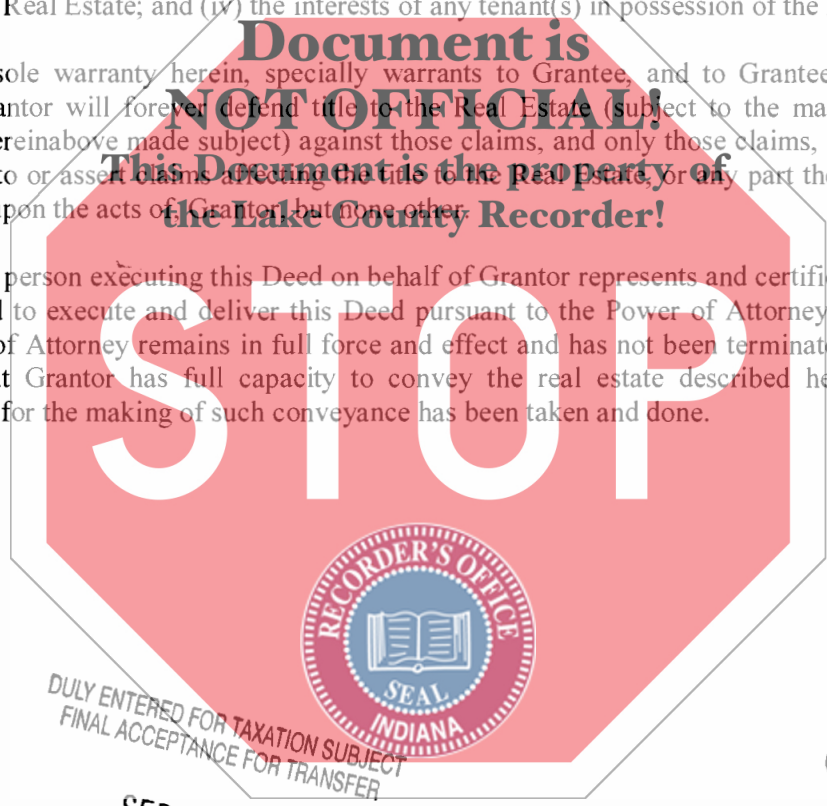 Real Estate; and (iv) the interests of any tenant(s) in possession of the
Document is
sole warranty herein, specially warrants to Grantee, and to Grantee
antor will forever defend title to the Real Estate (subject to the ma
NOT OFFICIAL!
ereinabove made subject) against those claims, and only those claims,
This Document is the property of
to or assert claims affecting the title to the Real Estate, or any part the
upon the acts of, Grantor, but none other.
the Lake County Recorder!
person executing this Deed on behalf of Grantor represents and certifi
d to execute and deliver this Deed pursuant to the Power of Attorney
of Attorney remains in full force and effect and has not been terminat
at Grantor has full capacity to convey the real estate described he
for the making of such conveyance has been taken and done.
STOP
RECORDER'S OFFICE
SEAL
INDIANA
DULY ENTERED FOR TAXATION SUBJECT
FINAL ACCEPTANCE FOR TRANSFER